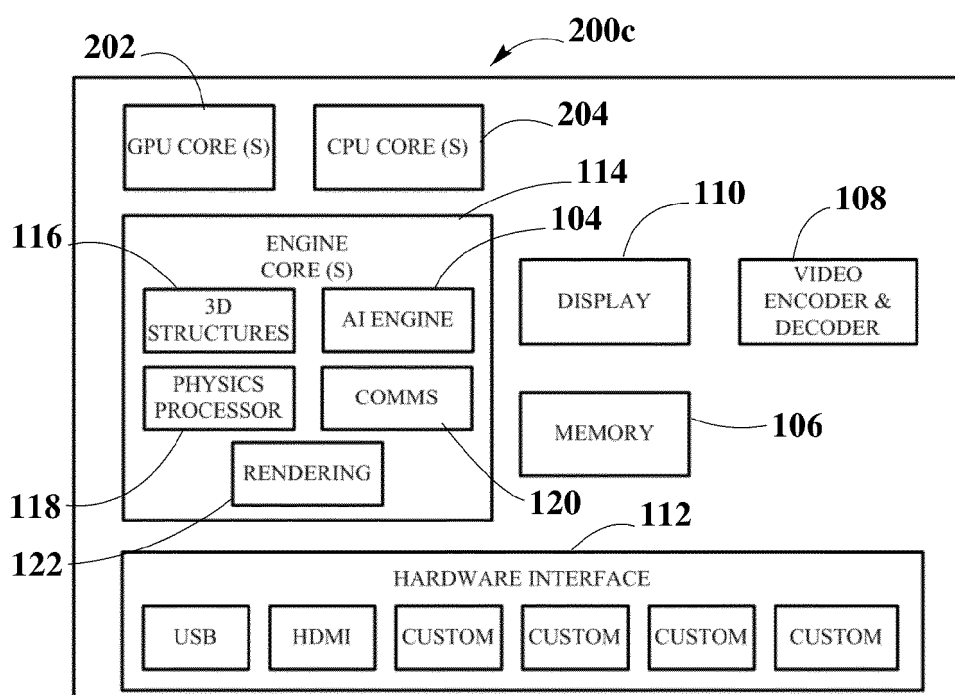 200c
202
GPU CORE (S)
CPU CORE (S)
204
114
116
104
110
108
ENGINE
CORE (S)
3D
STRUCTURES
AI ENGINE
DISPLAY
VIDEO
ENCODER &
DECODER
PHYSICS
PROCESSOR
COMMS
MEMORY
106
RENDERING
118
120
122
112
HARDWARE INTERFACE
USB
HDMI
CUSTOM
CUSTOM
CUSTOM
CUSTOM